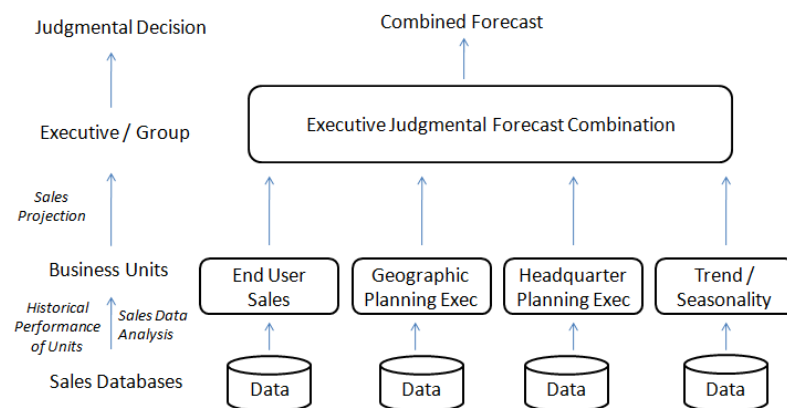 Judgmental Decision
Combined Forecast
Executive / Group
Executive Judgmental Forecast Combination
Sales
Projection
Business Units
End User
Sales
Geographic
Planning Exec
Headquarter
Planning Exec
Trend /
Seasonality
Historical
Performance
of Units
Sales Data
Analysis
Sales Databases
Data
Data
Data
Data